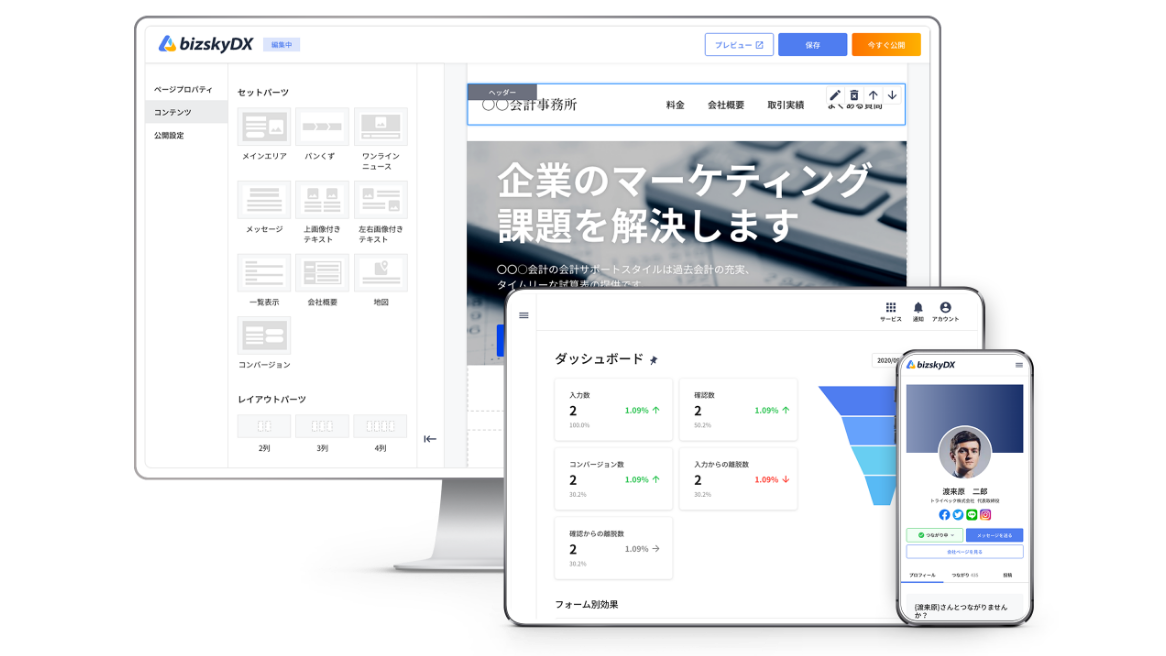 bizskyDX
編集中
プレビュー
保存
今すぐ公開
ページプロパティ
コンテンツ
公開設定
セットパーツ
メインエリア
パンくず
ワンライン
ニュース
メッセージ
上画像付き
テキスト
左右画像付き
テキスト
一覧表示
会社概要
地図
コンバージョン
レイアウトパーツ
2列
3列
4列
ヘッダー
〇〇会計事務所
料金
会社概要
取引実績
よくある質問
企業のマーケティング
課題を解決します
〇〇〇会計の会計サポートスタイルは過去会計の充実、
タイムリーな試算表の提供です
サービス
通知
アカウント
ダッシュボード
入力数
2
1.09%
100.0%
確認数
2
1.09%
50.2%
コンバージョン数
2
1.09%
30.2%
入力からの離脱数
2
1.09%
30.2%
確認からの離脱数
2
1.09%
30.2%
フォーム別効果
bizskyDX
渡来原 二郎
トライベック株式会社 代表取締役
つながり中
メッセージを送る
会社ページを見る
プロフィール
つながり
投稿
(渡来原)さんとつながりません
か？